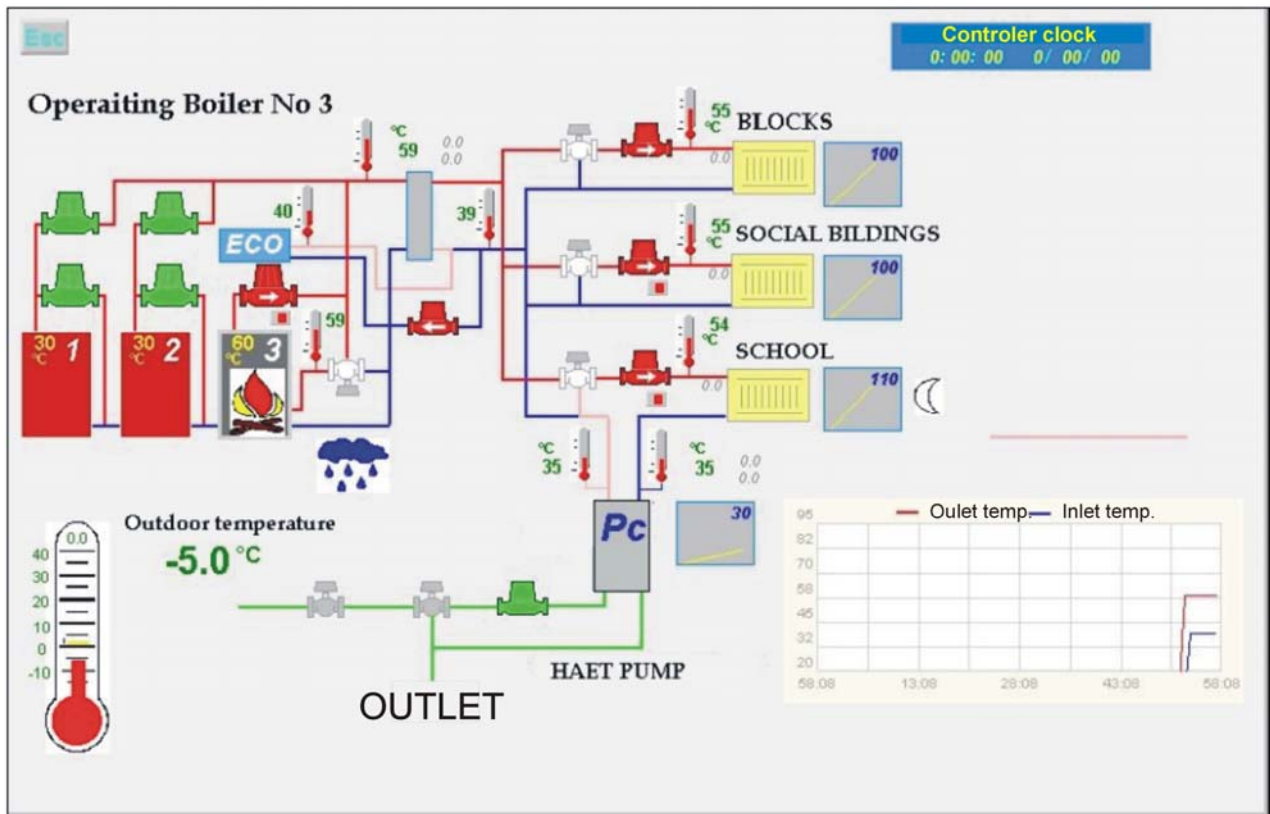 Esc
Controler clock
0: 00: 00 0/ 00/ 00
Operaiting Boiler No 3
°C
59
0.0
0.0
55
°C
BLOCKS
0.0
100
40
39
ECO
55
°C
SOCIAL BILDINGS
0.0
100
59
30
°C
1
30
°C
2
60
°C
3
54
°C
SCHOOL
0.0
110
°C
35
°C
35
0.0
0.0
Pc
30
Outdoor temperature
-5.0 °C
0.0
40
30
20
10
0
-10
HAET PUMP
OUTLET
Oulet temp.
Inlet temp.
95
82
70
58
45
32
20
58:08 13:08 28:08 43:08 58:08